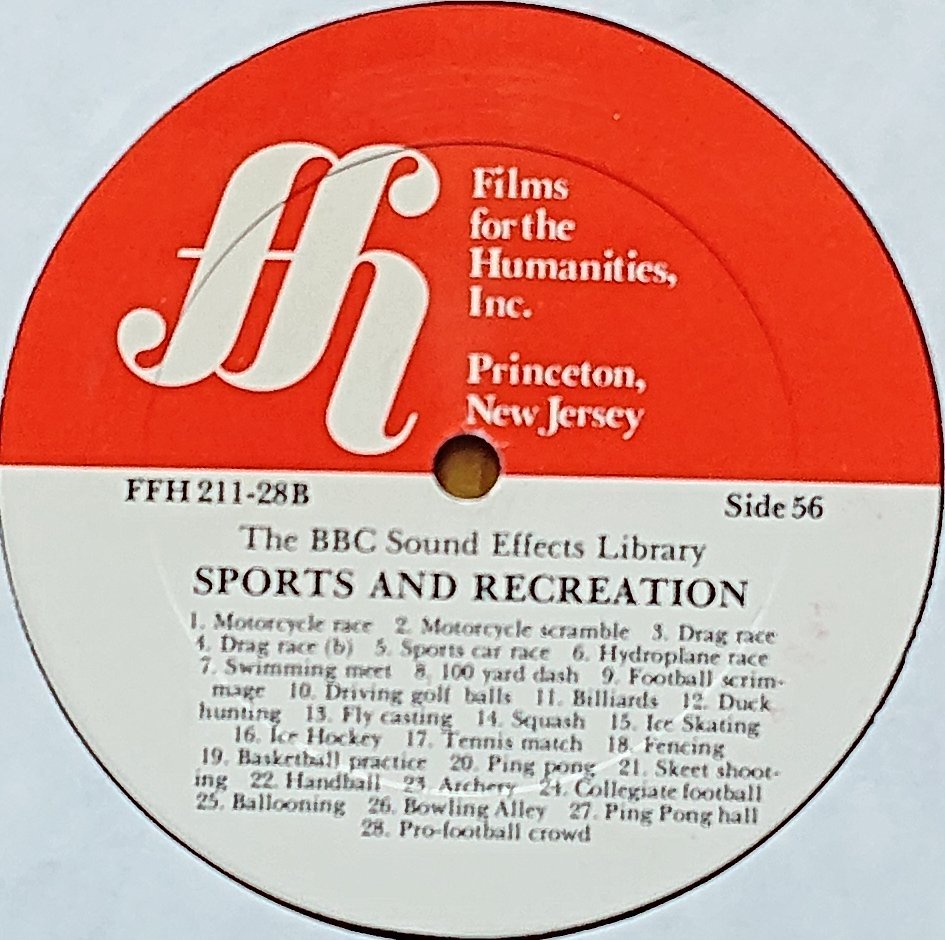 ffh
Films
for the
Humanities,
Inc.
Princeton,
New Jersey
FFH 211-28B
Side 56
The BBC Sound Effects Library
SPORTS AND RECREATION
1. Motorcycle race 2. Motorcycle scramble 3. Drag race
4. Drag race (b) 5. Sports car race 6. Hydroplane race
7. Swimming meet 8. 100 yard dash 9. Football scrim-
mage 10. Driving golf balls 11. Billiards 12. Duck
hunting 13. Fly casting 14. Squash 15. Ice Skating
16. Ice Hockey 17. Tennis match 18. Fencing
19. Basketball practice 20. Ping pong 21. Skeet shoot-
ing 22. Handball 23. Archery 24. Collegiate football
25. Ballooning 26. Bowling Alley 27. Ping Pong hall
28. Pro-football crowd